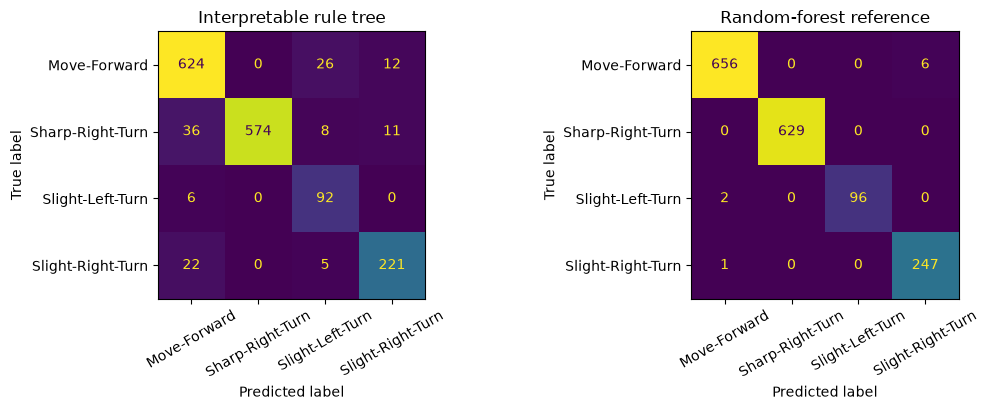 Interpretable rule tree
Move-Forward 624 0 26 12
Sharp-Right-Turn 36 574 8 11
Slight-Left-Turn 6 0 92 0
Slight-Right-Turn 22 0 5 221
True label
Move-Forward Sharp-Right-Turn Slight-Left-Turn Slight-Right-Turn
Predicted label
Random-forest reference
Move-Forward 656 0 0 6
Sharp-Right-Turn 0 629 0 0
Slight-Left-Turn 2 0 96 0
Slight-Right-Turn 1 0 0 247
True label
Move-Forward Sharp-Right-Turn Slight-Left-Turn Slight-Right-Turn
Predicted label